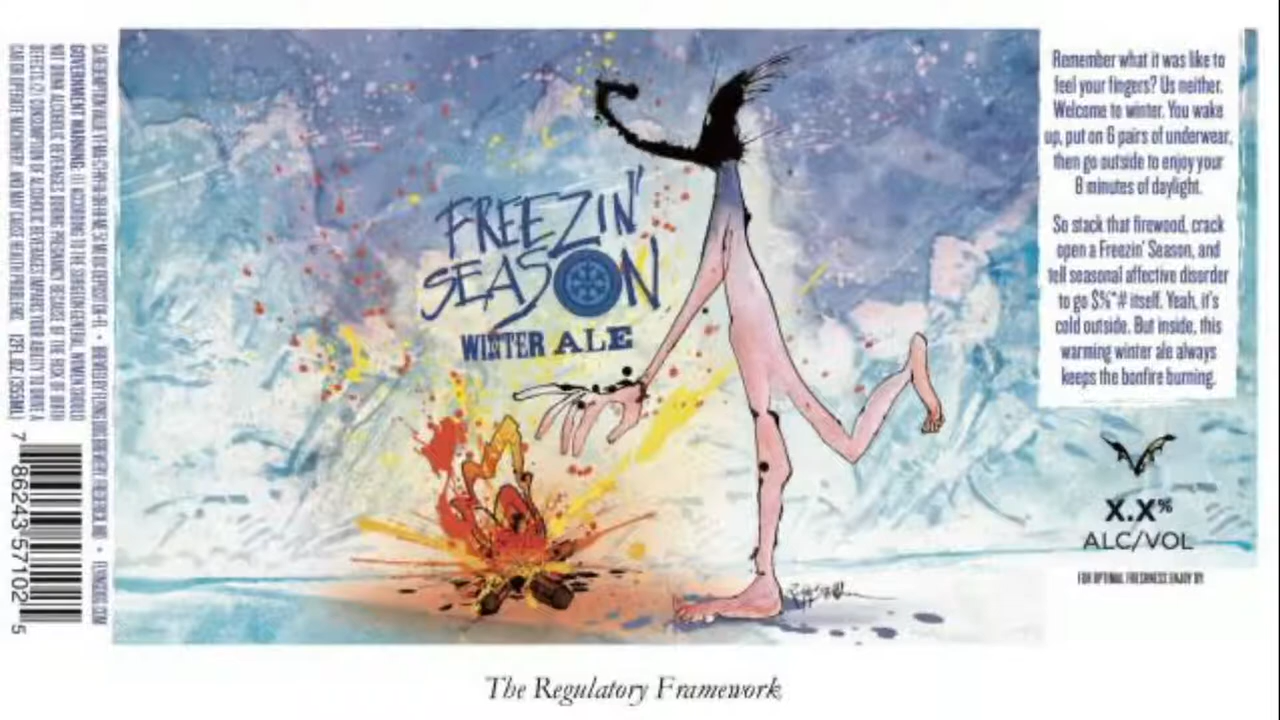 CA REDEMPTION VALUE
GOVERNMENT WARNING: (1) ACCORDING TO THE SURGEON GENERAL, WOMEN SHOULD
NOT DRINK ALCOHOLIC BEVERAGES DURING PREGNANCY BECAUSE OF THE RISK OF BIRTH
DEFECTS. (2) CONSUMPTION OF ALCOHOLIC BEVERAGES IMPAIRS YOUR ABILITY TO DRIVE A
CAR OR OPERATE MACHINERY, AND MAY CAUSE HEALTH PROBLEMS. 12 FL. OZ. (355ML)
7 86243 57102 5
FREEZIN'
SEASON
WINTER ALE
Remember what it was like to
feel your fingers? Us neither.
Welcome to winter. You wake
up, put on 6 pairs of underwear,
then go outside to enjoy your
8 minutes of daylight.
So stack that firewood, crack
open a Freezin' Season, and
tell seasonal affective disorder
to go $%*# itself. Yeah, it's
cold outside. But inside, this
warming winter ale always
keeps the bonfire burning.
X.X%
ALC/VOL
FOR OPTIMAL FRESHNESS ENJOY BY
The Regulatory Framework